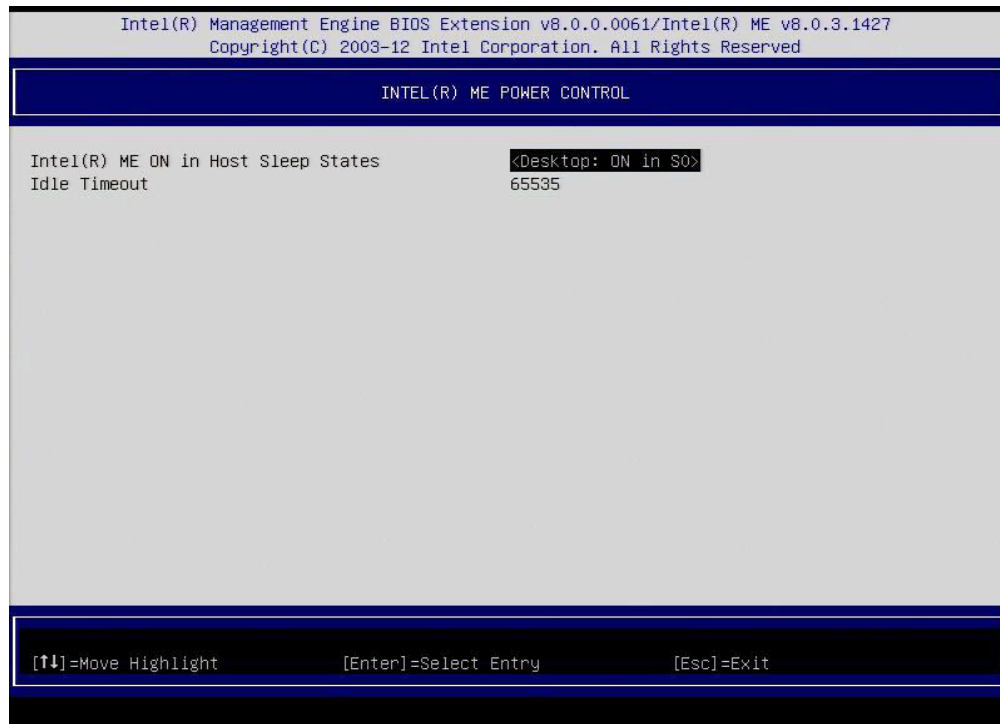 Intel(R) Management Engine BIOS Extension v8.0.0.0061/Intel(R) ME v8.0.3.1427
Copyright(C) 2003-12 Intel Corporation. All Rights Reserved
INTEL(R) ME POWER CONTROL
Intel(R) ME ON in Host Sleep States <Desktop: ON in S0>
Idle Timeout 65535
[↑↓]=Move Highlight [Enter]=Select Entry [Esc]=Exit